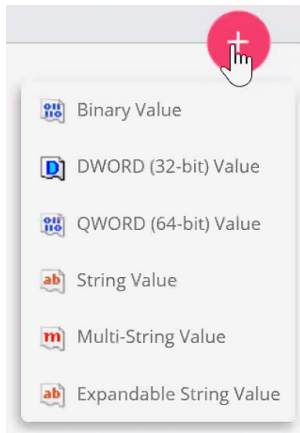 Binary Value
DWORD (32-bit) Value
QWORD (64-bit) Value
String Value
Multi-String Value
Expandable String Value